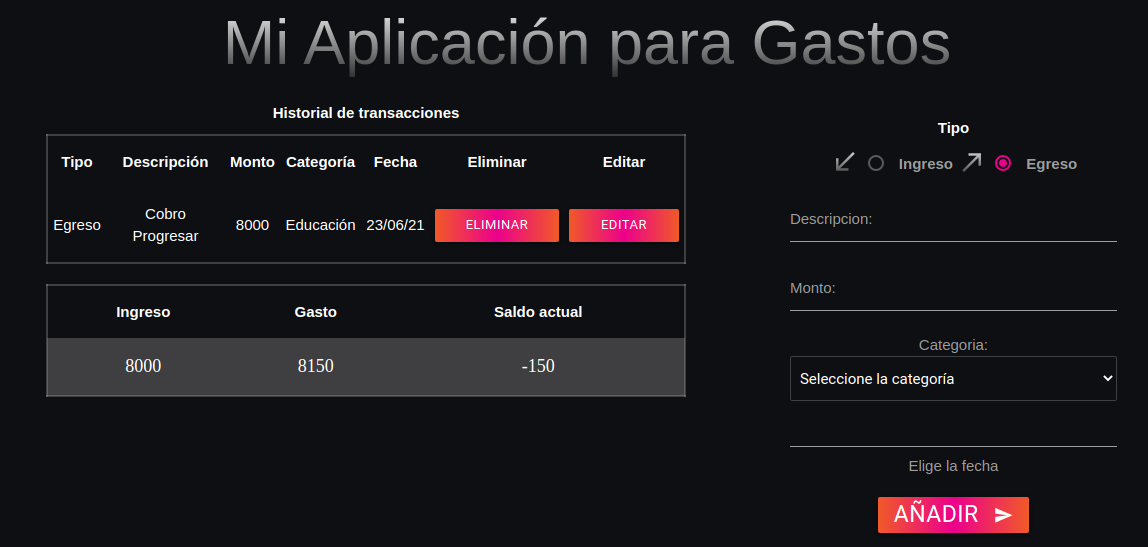 Mi Aplicación para Gastos
Historial de transacciones
Tipo Descripción Monto Categoría Fecha Eliminar Editar
Egreso Cobro Progresar 8000 Educación 23/06/21 ELIMINAR EDITAR
Ingreso Gasto Saldo actual
8000 8150 -150
Tipo
Ingreso Egreso
Descripcion:
Monto:
Categoria:
Seleccione la categoría
Elige la fecha
AÑADIR